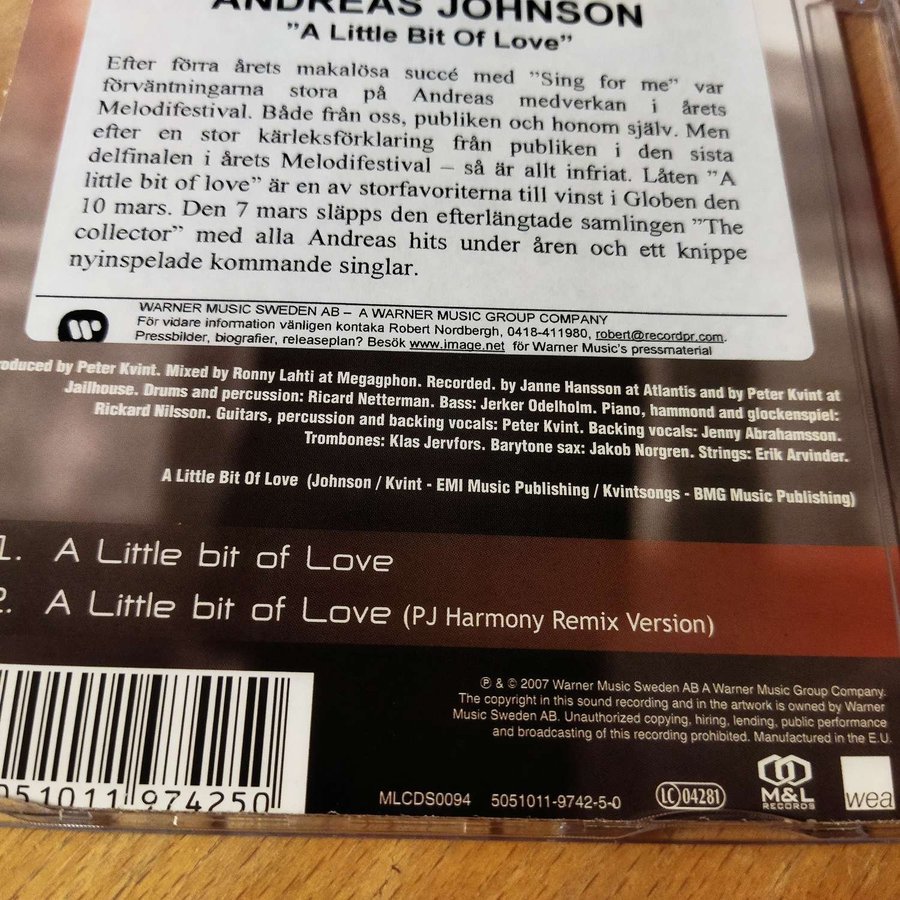 ANDREAS JOHNSON
"A Little Bit Of Love"
Efter förra årets makalösa succé med "Sing for me" var
förväntningarna stora på Andreas medverkan i årets
Melodifestival. Både från oss, publiken och honom själv. Men
efter en stor kärleksförklaring från publiken i den sista
delfinalen i årets Melodifestival – så är allt infriat. Låten "A
little bit of love" är en av storfavoriterna till vinst i Globen den
10 mars. Den 7 mars släpps den efterlängtade samlingen "The
collector" med alla Andreas hits under åren och ett knippe
nyinspelade kommande singlar.
WARNER MUSIC SWEDEN AB – A WARNER MUSIC GROUP COMPANY
För vidare information vänligen kontaka Robert Nordbergh, 0418-411980, robert@recordpr.com.
Pressbilder, biografier, releaseplan? Besök www.image.net för Warner Music's pressmaterial
roduced by Peter Kvint. Mixed by Ronny Lahti at Megagphon. Recorded. by Janne Hansson at Atlantis and by Peter Kvint at
Jailhouse. Drums and percussion: Ricard Netterman. Bass: Jerker Odelholm. Piano, hammond and glockenspiel:
Rickard Nilsson. Guitars, percussion and backing vocals: Peter Kvint. Backing vocals: Jenny Abrahamsson.
Trombones: Klas Jervfors. Barytone sax: Jakob Norgren. Strings: Erik Arvinder.
A Little Bit Of Love (Johnson / Kvint - EMI Music Publishing / Kvintsongs - BMG Music Publishing)
1. A Little bit of Love
2. A Little bit of Love (PJ Harmony Remix Version)
℗ & © 2007 Warner Music Sweden AB A Warner Music Group Company.
The copyright in this sound recording and in the artwork is owned by Warner
Music Sweden AB. Unauthorized copying, hiring, lending, public performance
and broadcasting of this recording prohibited. Manufactured in the E.U.
051011 974250
MLCDS0094 5051011-9742-5-0
LC 04281
M&L
RECORDS
wea